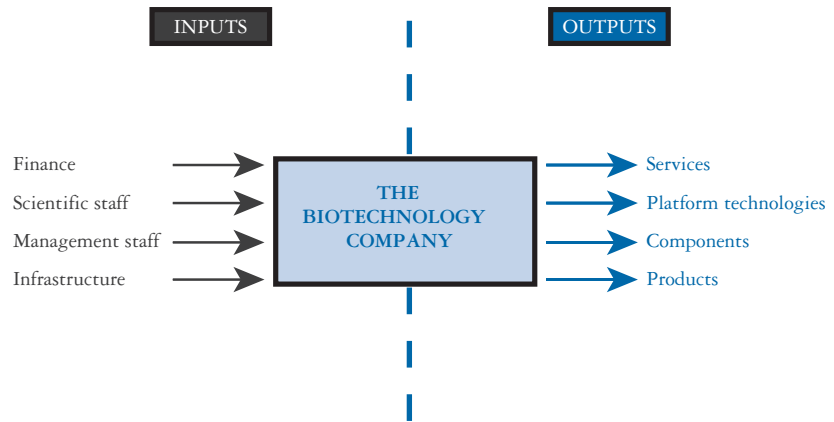 INPUTS
OUTPUTS
Finance
Scientific staff
Management staff
Infrastructure
THE
BIOTECHNOLOGY
COMPANY
Services
Platform technologies
Components
Products